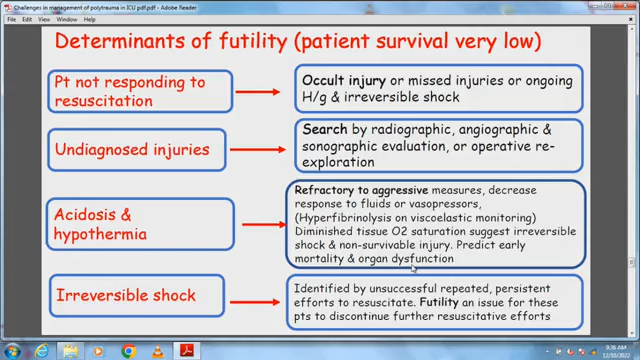 Challenges in management of polytrauma in ICU pdf.pdf - Adobe Reader
File Edit View Window Help
Determinants of futility (patient survival very low)
Pt not responding to
resuscitation
Occult injury or missed injuries or ongoing
H/g & irreversible shock
Undiagnosed injuries
Search by radiographic, angiographic &
sonographic evaluation, or operative re-
exploration
Acidosis &
hypothermia
Refractory to aggressive measures, decrease
response to fluids or vasopressors,
(Hyperfibrinolysis on viscoelastic monitoring)
Diminished tissue O2 saturation suggest irreversible
shock & non-survivable injury. Predict early
mortality & organ dysfunction
Irreversible shock
Identified by unsuccessful repeated, persistent
efforts to resuscitate. Futility an issue for these
pts to discontinue further resuscitative efforts
9:36 AM
12/10/2022